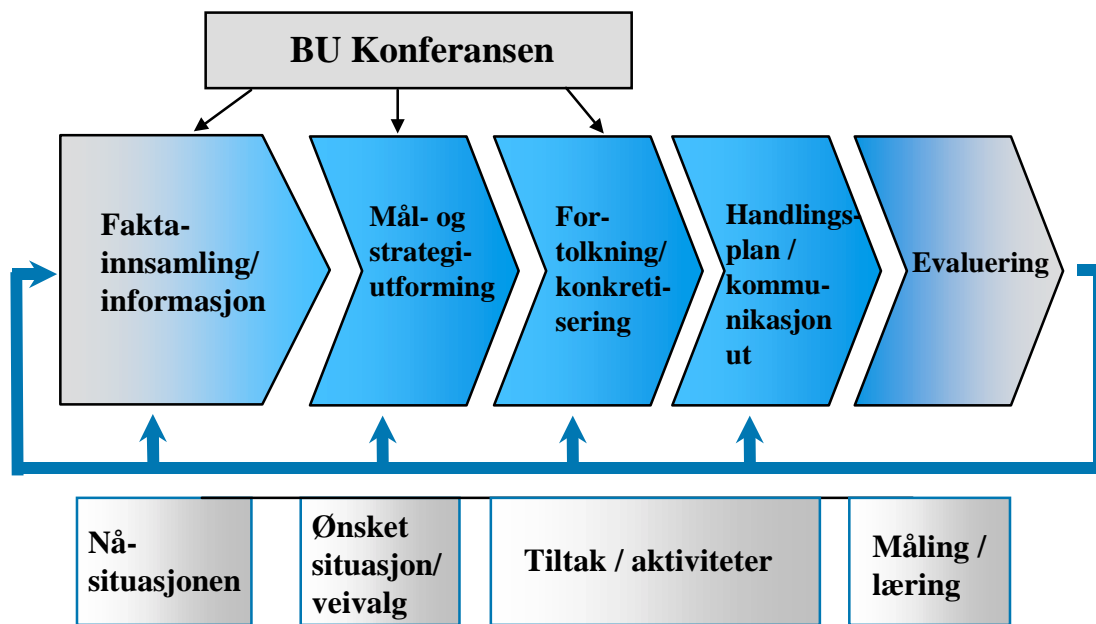 BU Konferansen
Fakta-
innsamling/
informasjon
Mål- og
strategi-
utforming
For-
tolkning/
konkreti-
sering
Handlings-
plan /
kommu-
nikasjon
ut
Evaluering
Nå-
situasjonen
Ønsket
situasjon/
veivalg
Tiltak / aktiviteter
Måling /
læring